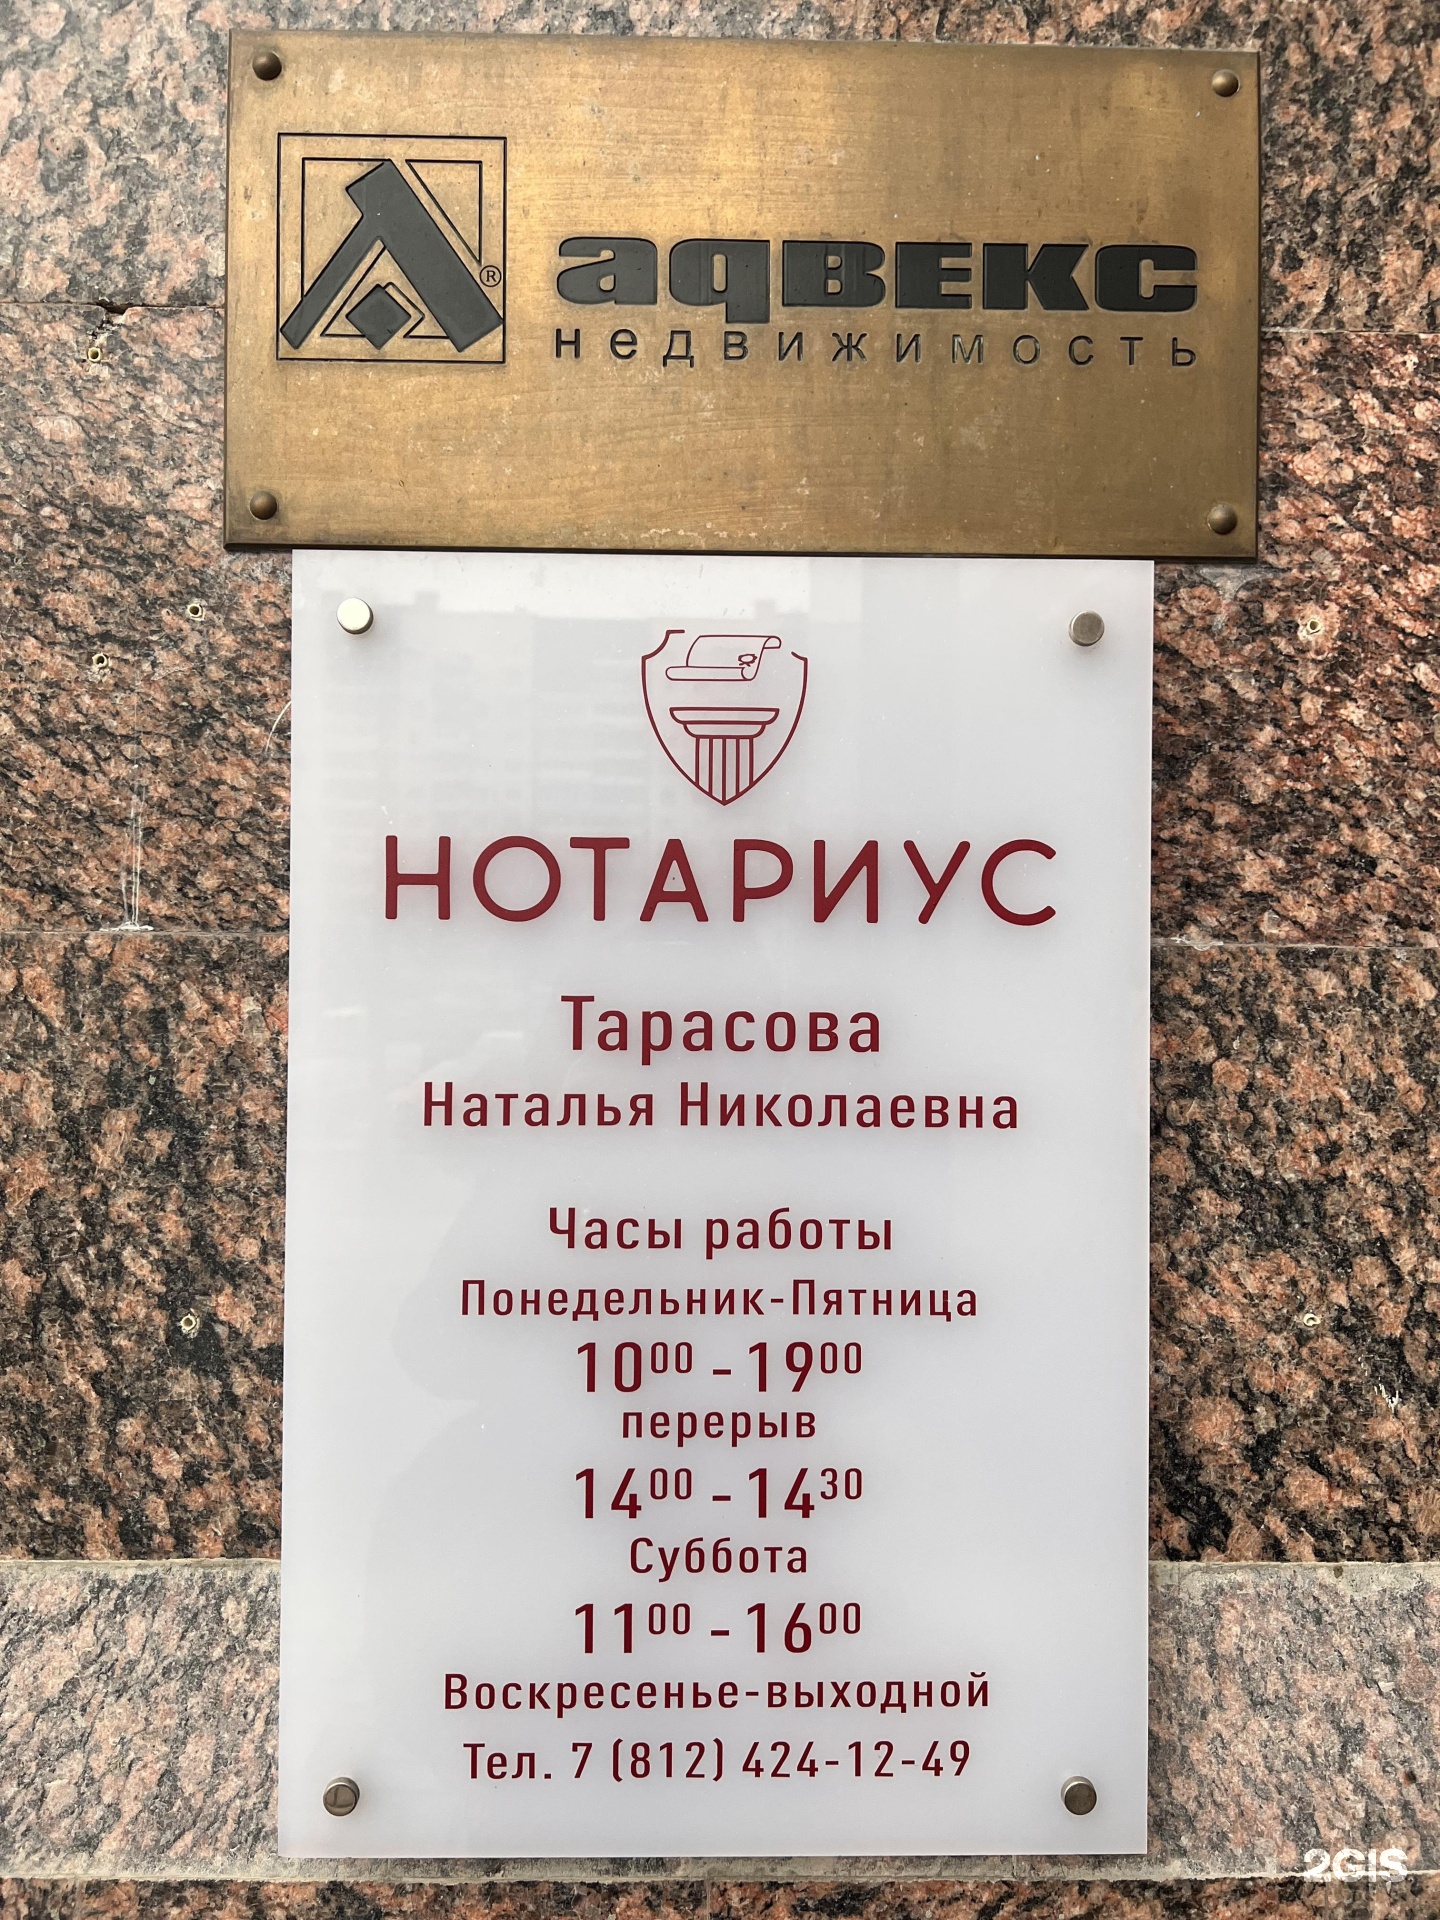 ®
адвекс
недвижимость
НОТАРИУС
Тарасова
Наталья Николаевна
Часы работы
Понедельник-Пятница
10⁰⁰ - 19⁰⁰
перерыв
14⁰⁰ - 14³⁰
Суббота
11⁰⁰ - 16⁰⁰
Воскресенье-выходной
Тел. 7 (812) 424-12-49
2GIS